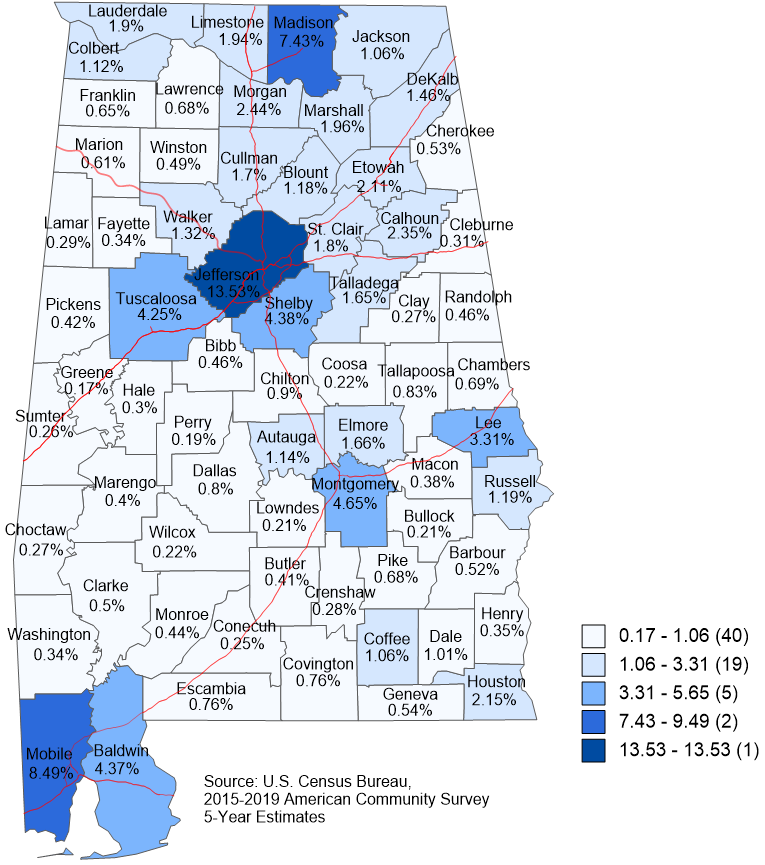 Lauderdale
1.9%
Limestone
1.94%
Madison
7.43%
Jackson
1.06%
Colbert
1.12%
DeKalb
1.46%
Franklin
0.65%
Lawrence
0.68%
Morgan
2.44%
Marshall
1.96%
Cherokee
0.53%
Marion
0.61%
Winston
0.49%
Cullman
1.7%
Blount
1.18%
Etowah
2.11%
Lamar
0.29%
Fayette
0.34%
Walker
1.32%
St. Clair
1.8%
Calhoun
2.35%
Cleburne
0.31%
Jefferson
13.53%
Pickens
0.42%
Tuscaloosa
4.25%
Shelby
4.38%
Talladega
1.65%
Clay
0.27%
Randolph
0.46%
Bibb
0.46%
Greene
0.17%
Hale
0.3%
Chilton
0.9%
Coosa
0.22%
Tallapoosa
0.83%
Chambers
0.69%
Sumter
0.26%
Perry
0.19%
Autauga
1.14%
Elmore
1.66%
Lee
3.31%
Marengo
0.4%
Dallas
0.8%
Montgomery
4.65%
Macon
0.38%
Russell
1.19%
Choctaw
0.27%
Wilcox
0.22%
Lowndes
0.21%
Bullock
0.21%
Clarke
0.5%
Butler
0.41%
Crenshaw
0.28%
Pike
0.68%
Barbour
0.52%
Washington
0.34%
Monroe
0.44%
Conecuh
0.25%
Covington
0.76%
Coffee
1.06%
Dale
1.01%
Henry
0.35%
Escambia
0.76%
Geneva
0.54%
Houston
2.15%
Mobile
8.49%
Baldwin
4.37%
0.17 - 1.06 (40)
1.06 - 3.31 (19)
3.31 - 5.65 (5)
7.43 - 9.49 (2)
13.53 - 13.53 (1)
Source: U.S. Census Bureau,
2015-2019 American Community Survey
5-Year Estimates